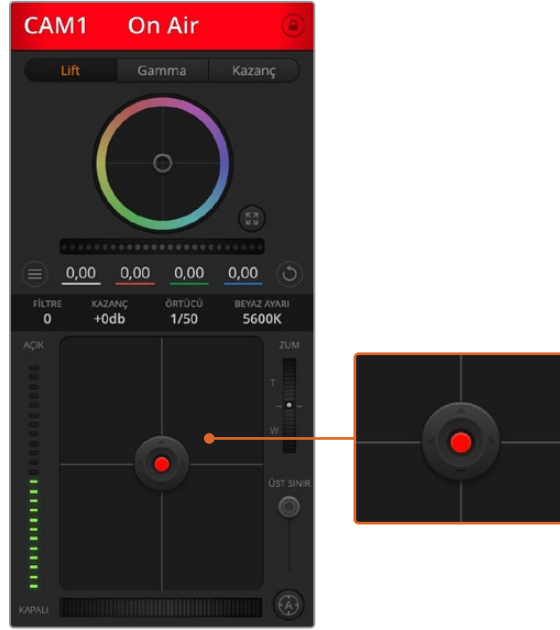 CAM1 On Air
Lift Gamma Kazanç
0,00 0,00 0,00 0,00
FİLTRE KAZANÇ ÖRTÜCÜ BEYAZ AYARI
0 +0db 1/50 5600K
AÇIK ZUM
T
W
ÜST SINIR
KAPALI A